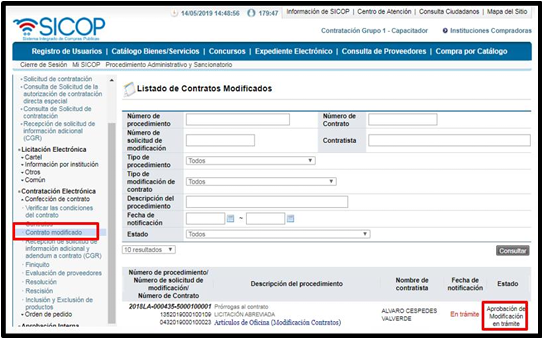 14/05/2019 14:48:56 179:47 Información de SICOP | Centro de Atención | Consulta Ciudadanos | Mapa del Sitio
SICOP
Sistema Integrado de Compras Públicas
Contratación Grupo 1 - Capacitador Instituciones Compradoras
Registro de Usuarios | Catálogo Bienes/Servicios | Concursos | Expediente Electrónico | Consulta de Proveedores | Compra por Catálogo
Cierre de Sesión Mi SICOP Procedimiento Administrativo y Sancionatorio
Solicitud de contratación
Consulta de Solicitud de la
autorización de contratación
directa especial
Consulta de Solicitud de
contratación
Recepción de solicitud de
información adicional
(CGR)
Licitación Electrónica
Cartel
Información por institución
Otros
Común
Contratación Electrónica
Confección de contrato
Verificar las condiciones
del contrato
Contrato modificado
Recepción de solicitud de
información adicional y
adendum a contrato (CGR)
Finiquito
Evaluación de proveedores
Resolución
Rescisión
Inclusión y Exclusión de
productos
Orden de pedido
Aprobación Interna
Listado de Contratos Modificados
Número de
procedimiento
Número de
Contrato
Número de
solicitud de
modificación
Contratista
Tipo de
procedimiento
Todos
Tipo de
modificación de
contrato
Todos
Descripción del
procedimiento
Fecha de
notificación
~
Estado
Todos
10 resultados
Consultar
Número de procedimiento/
Número de solicitud de
modificación/
Número de Contrato
Descripción del procedimiento
Nombre de
contratista
Fecha de
notificación
Estado
2018LA-000435-5000100001
1352019000100109
0432019000100023
Prórrogas al contrato
LICITACIÓN ABREVIADA
Artículos de Oficina (Modificación Contratos)
ALVARO CESPEDES
VALVERDE
En trámite
Aprobación de
Modificación
en trámite